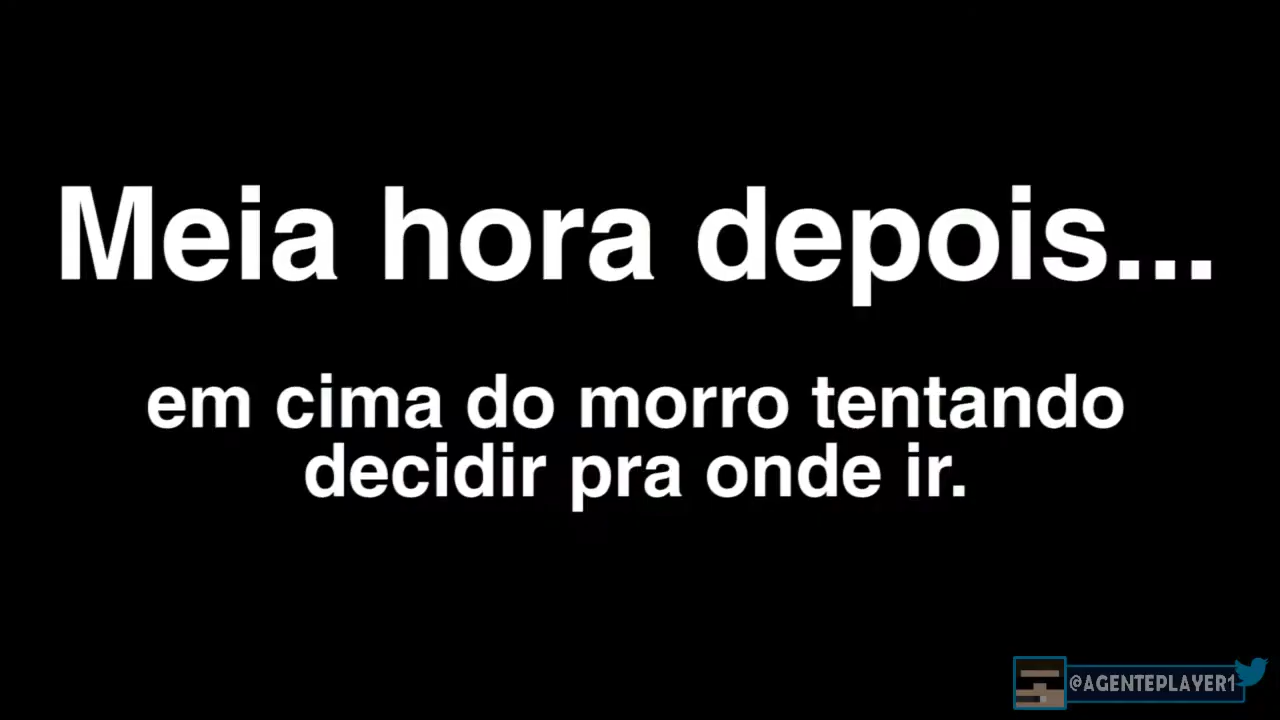 Meia hora depois...
em cima do morro tentando
decidir pra onde ir.
@AGENTEPLAYER1